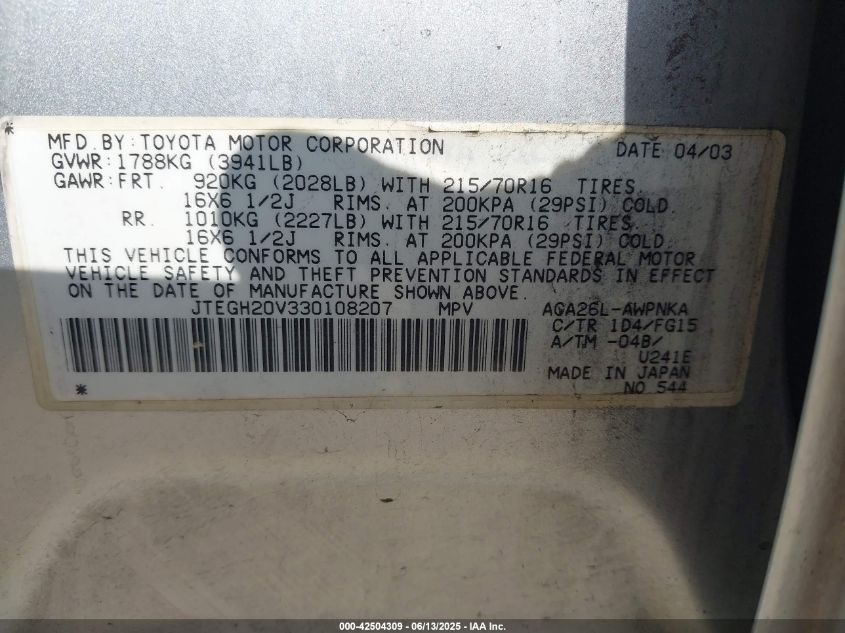 MFD.BY:TOYOTA MOTOR CORPORATION DATE 04/03
GVWR:1788KG (3941LB)
GAWR:FRT. 920KG (2028LB) WITH 215/70R16 TIRES.
16X6 1/2J RIMS. AT 200KPA (29PSI) COLD.
RR. 1010KG (2227LB) WITH 215/70R16 TIRES.
16X6 1/2J RIMS. AT 200KPA (29PSI) COLD.
THIS VEHICLE CONFORMS TO ALL APPLICABLE FEDERAL MOTOR
VEHICLE SAFETY AND THEFT PREVENTION STANDARDS IN EFFECT
ON THE DATE OF MANUFACTURE SHOWN ABOVE.
JTEGH20V330108207 MPV AGA26L-AWPNKA
C/TR 1D4/FG15
A/TM -04B/
U241E
MADE IN JAPAN
NO 544
000-42504309 - 06/13/2025 - IAA Inc.